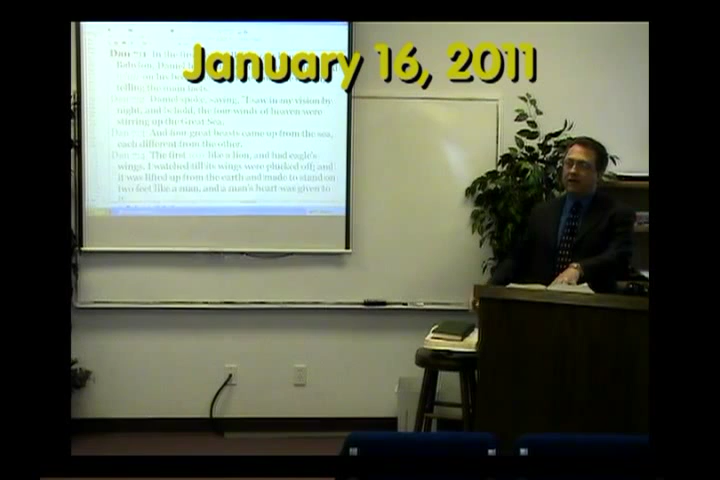 January 16, 2011
Dan 7:1 In the
Babylon, Daniel
on his
telling the main facts.
Dan 7:2 Daniel spoke, saying, "I saw in my vision by
night, and behold, the four winds of heaven were
stirring up the Great Sea.
Dan 7:3 And four great beasts came up from the sea,
each different from the other.
Dan 7:4 The first was like a lion, and had eagle's
wings. I watched till its wings were plucked off; and
it was lifted up from the earth and made to stand on
two feet like a man, and a man's heart was given to